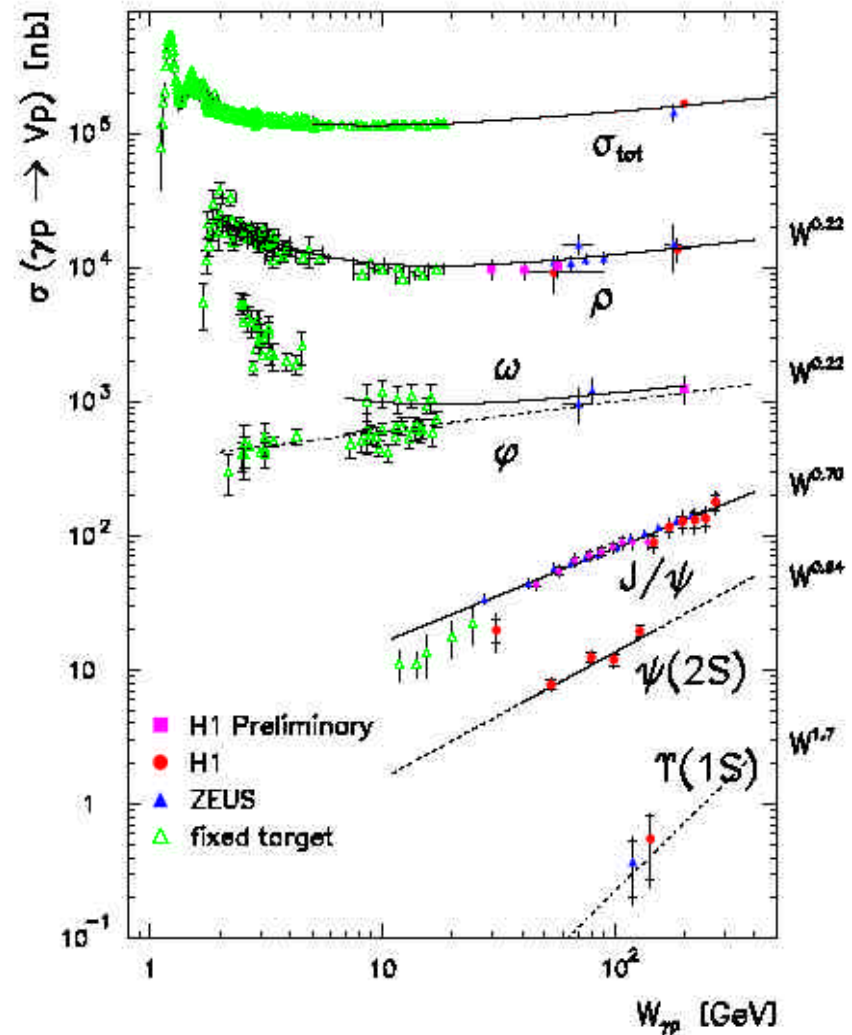 σ (γp → Vp) [nb]
10⁵
σₜₒₜ
W^0.22
10⁴
ρ
W^0.22
10³
ω
φ
W^0.70
10²
J/ψ
W^0.84
ψ(2S)
10
H1 Preliminary
H1
W^1.7
Υ(1S)
ZEUS
1
fixed target
10⁻¹
1 10 10²
W_γp [GeV]